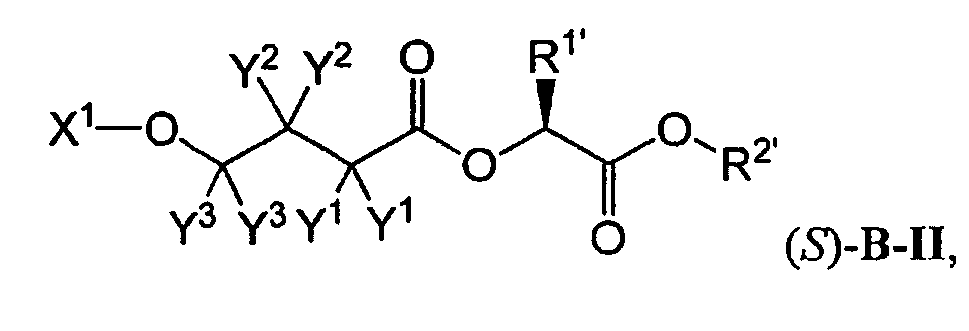 Y² Y² O R¹'
X¹—O O O R²'
Y³ Y³ Y¹ Y¹ O
(S)-B-II,